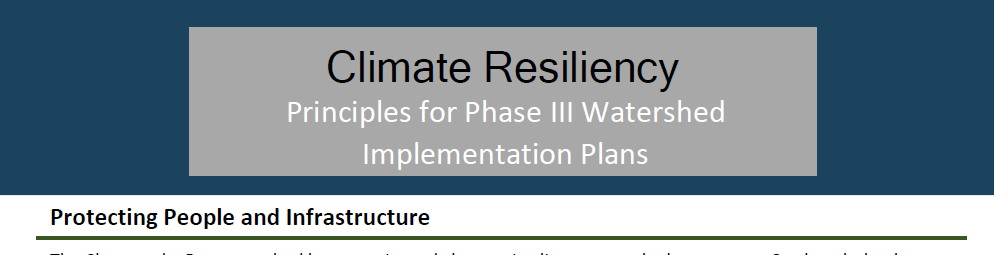 Climate Resiliency
Principles for Phase III Watershed
Implementation Plans
Protecting People and Infrastructure